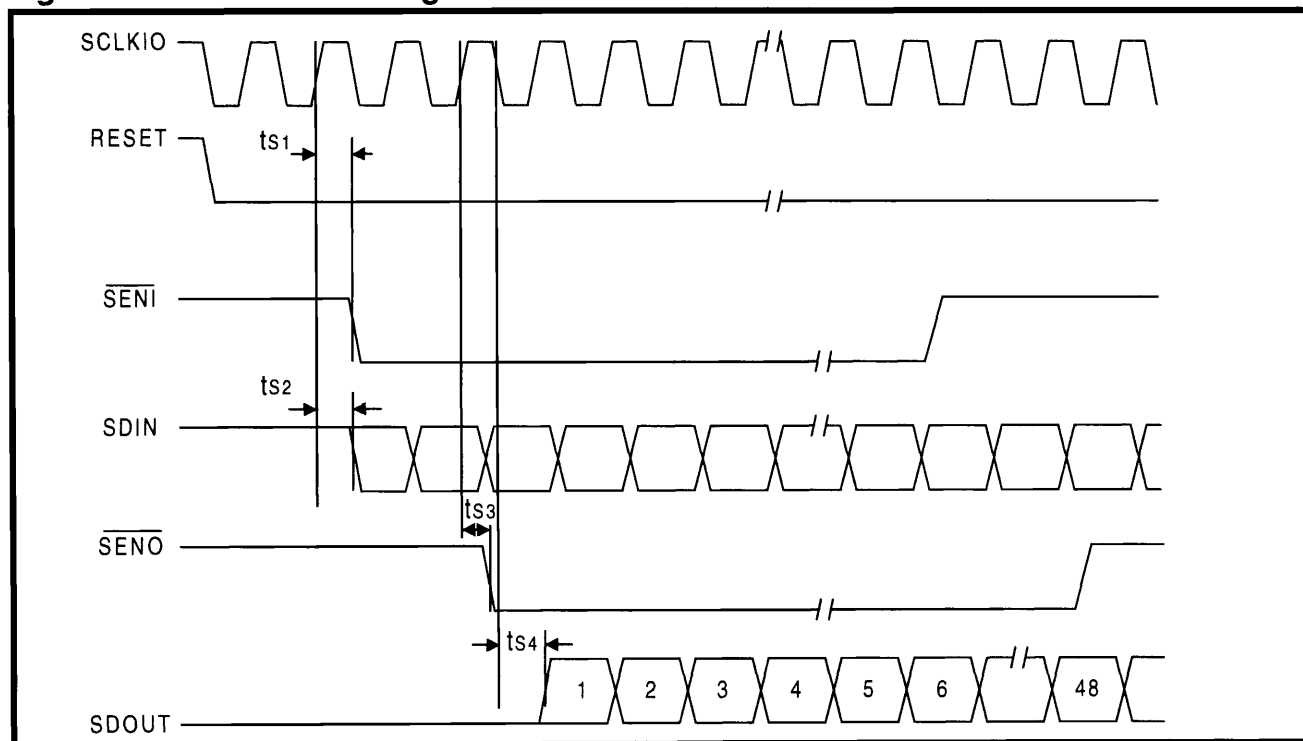 SCLKIO
RESET
ts1
SENI
ts2
SDIN
ts3
SENO
ts4
1 2 3 4 5 6 48
SDOUT